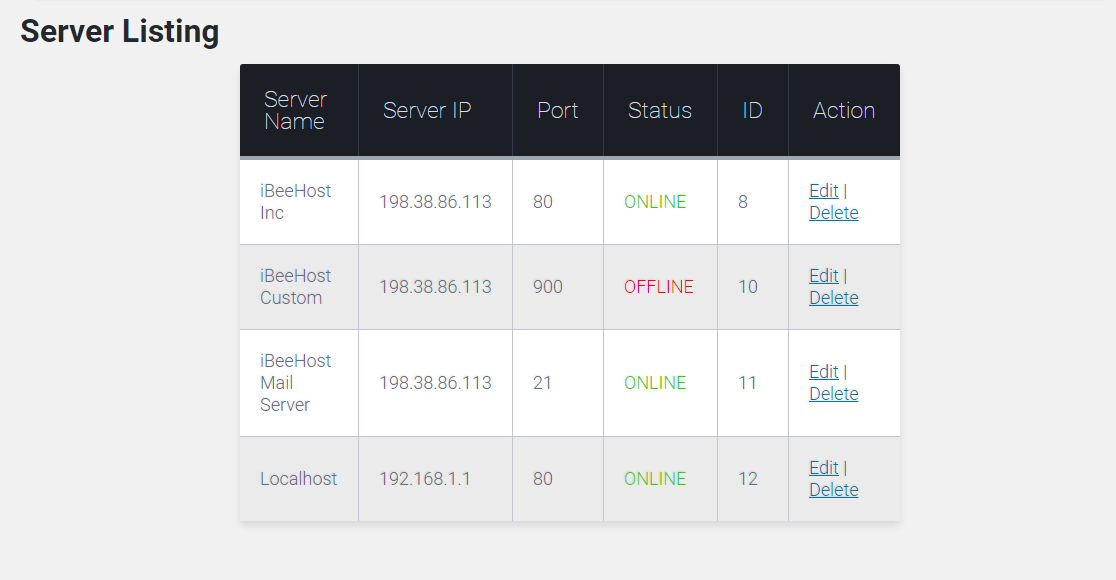 Server Listing
Server
Name
Server IP
Port
Status
ID
Action
iBeeHost
Inc
198.38.86.113
80
ONLINE
8
Edit |
Delete
iBeeHost
Custom
198.38.86.113
900
OFFLINE
10
Edit |
Delete
iBeeHost
Mail
Server
198.38.86.113
21
ONLINE
11
Edit |
Delete
Localhost
192.168.1.1
80
ONLINE
12
Edit |
Delete